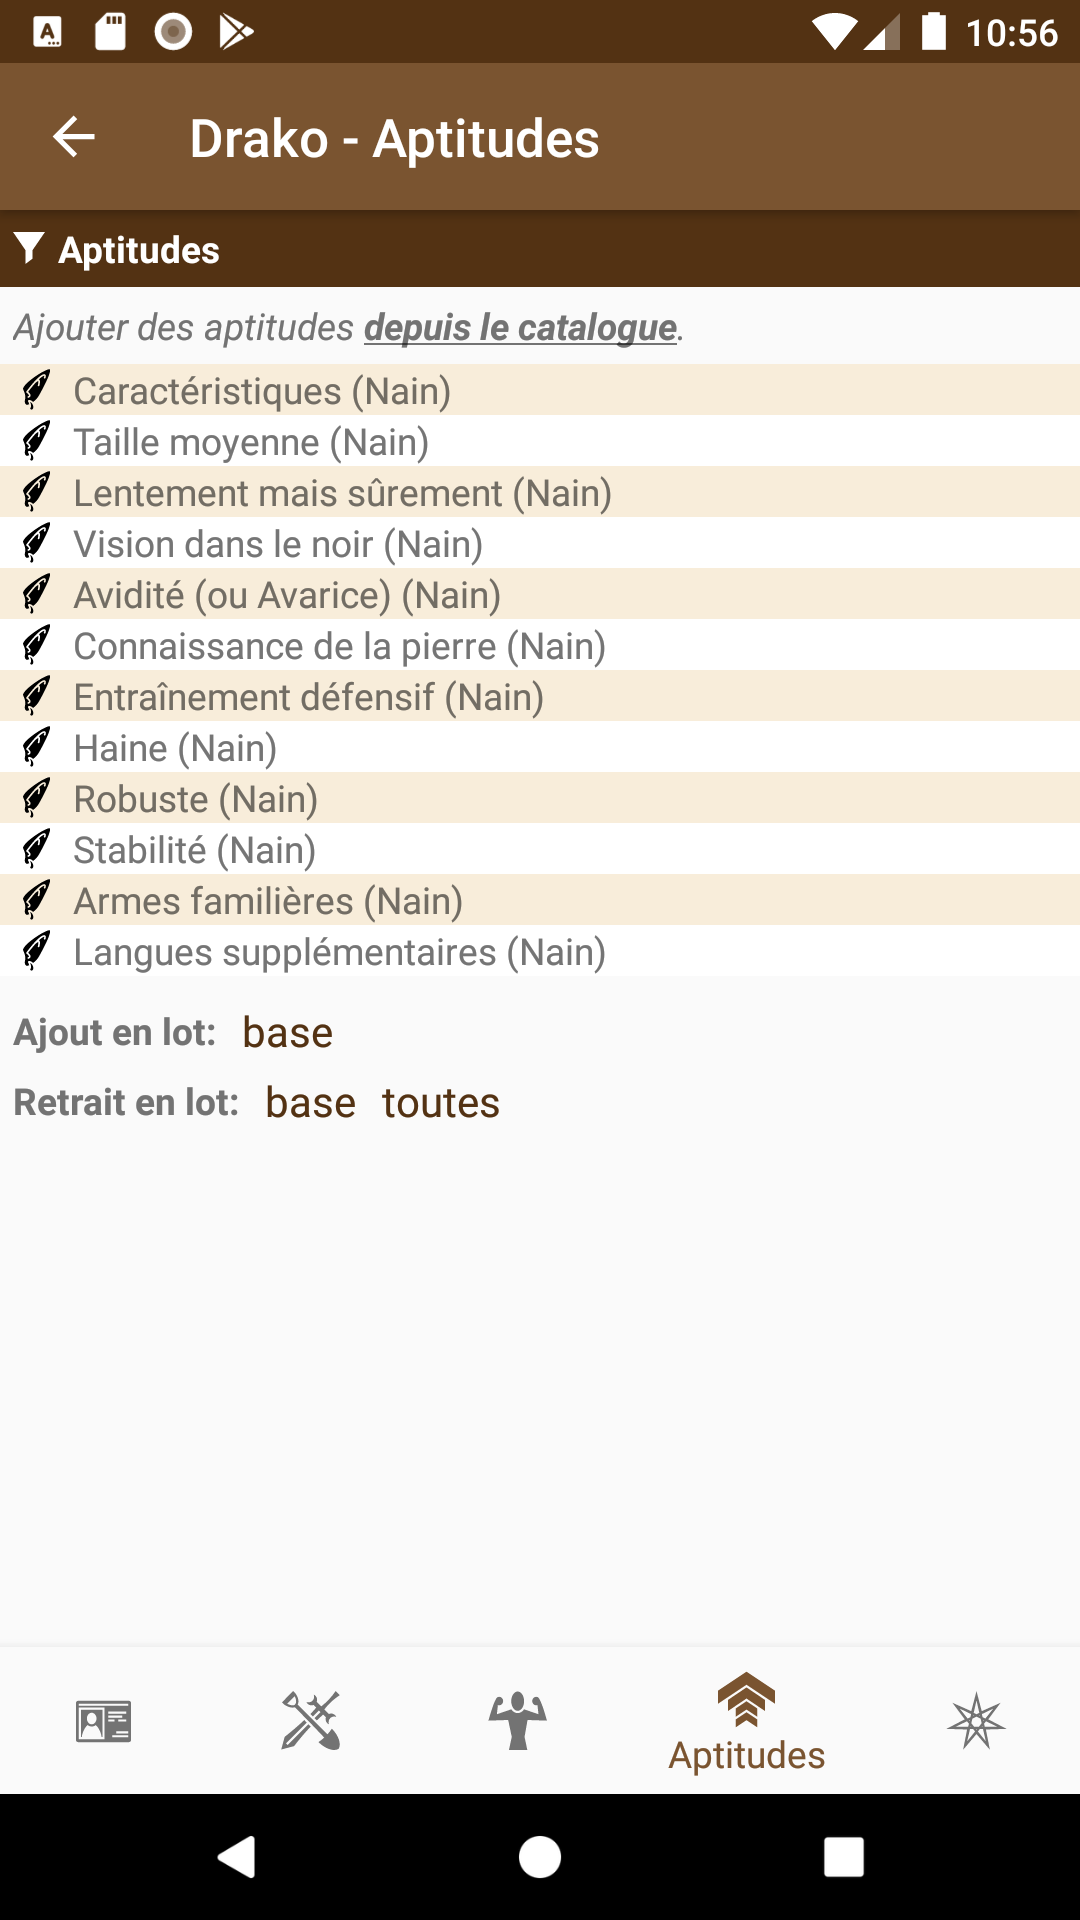 10:56
Drako - Aptitudes
Aptitudes
Ajouter des aptitudes depuis le catalogue.
Caractéristiques (Nain)
Taille moyenne (Nain)
Lentement mais sûrement (Nain)
Vision dans le noir (Nain)
Avidité (ou Avarice) (Nain)
Connaissance de la pierre (Nain)
Entraînement défensif (Nain)
Haine (Nain)
Robuste (Nain)
Stabilité (Nain)
Armes familières (Nain)
Langues supplémentaires (Nain)
Ajout en lot: base
Retrait en lot: base toutes
Aptitudes